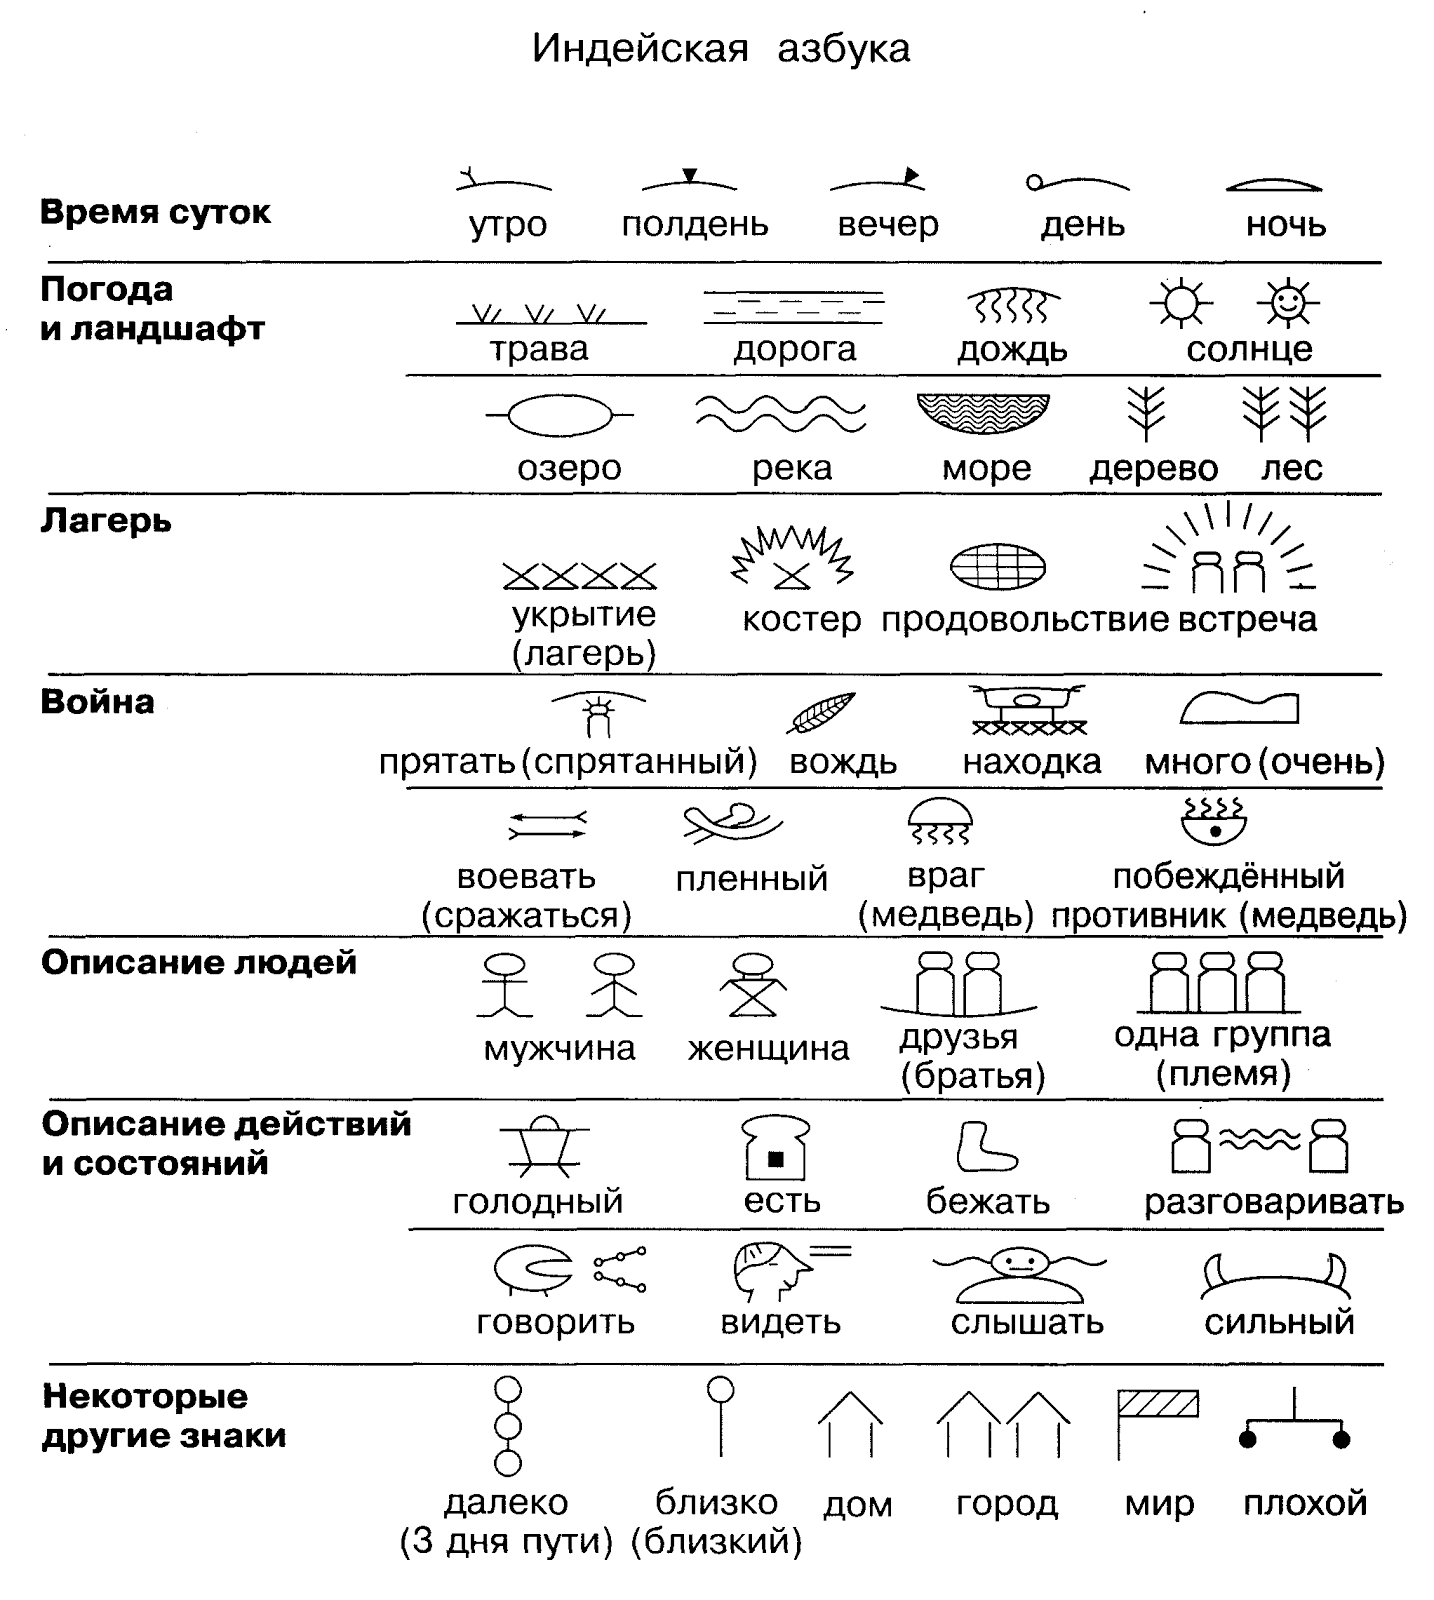 Индейская азбука
Время суток
утро полдень вечер день ночь
Погода
и ландшафт
трава дорога дождь солнце
озеро река море дерево лес
Лагерь
укрытие
(лагерь)
костер продовольствие встреча
Война
прятать (спрятанный) вождь находка много (очень)
воевать
(сражаться)
пленный
враг
(медведь)
побеждённый
противник (медведь)
Описание людей
мужчина женщина
друзья
(братья)
одна группа
(племя)
Описание действий
и состояний
голодный есть бежать разговаривать
говорить видеть слышать сильный
Некоторые
другие знаки
далеко
(3 дня пути)
близко
(близкий)
дом город мир плохой